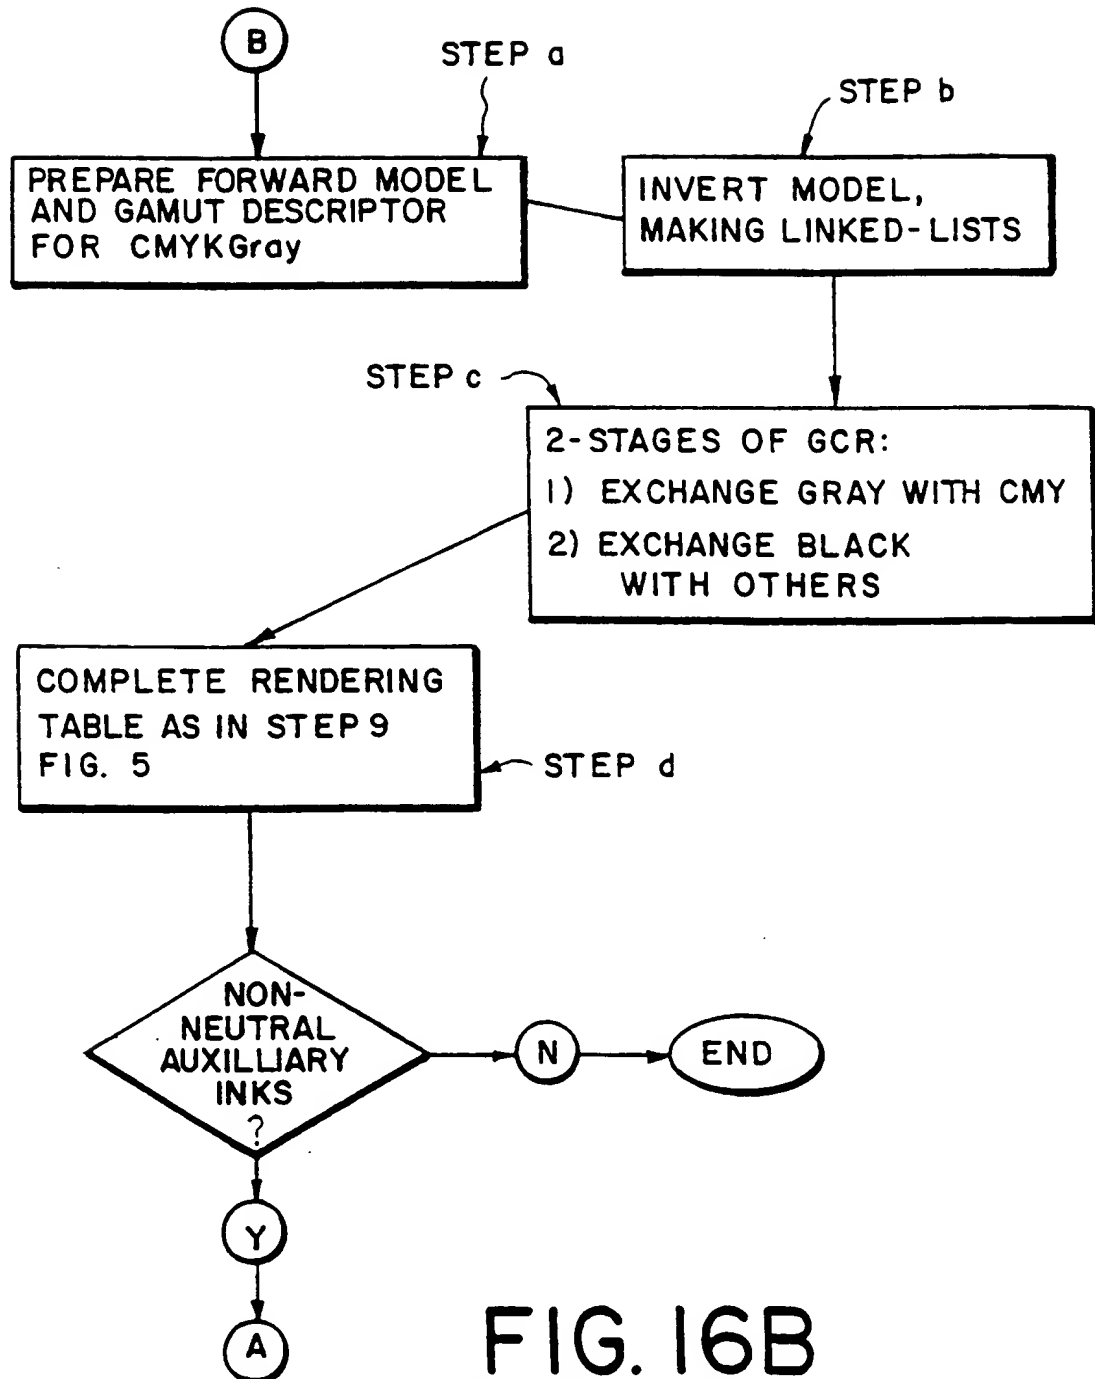 B
STEP a
STEP b
PREPARE FORWARD MODEL
AND GAMUT DESCRIPTOR
FOR CMYKGray
INVERT MODEL,
MAKING LINKED-LISTS
STEP c
2-STAGES OF GCR:
1) EXCHANGE GRAY WITH CMY
2) EXCHANGE BLACK
WITH OTHERS
COMPLETE RENDERING
TABLE AS IN STEP 9
FIG. 5
STEP d
NON-
NEUTRAL
AUXILLIARY
INKS
?
N
END
Y
A
FIG. 16B